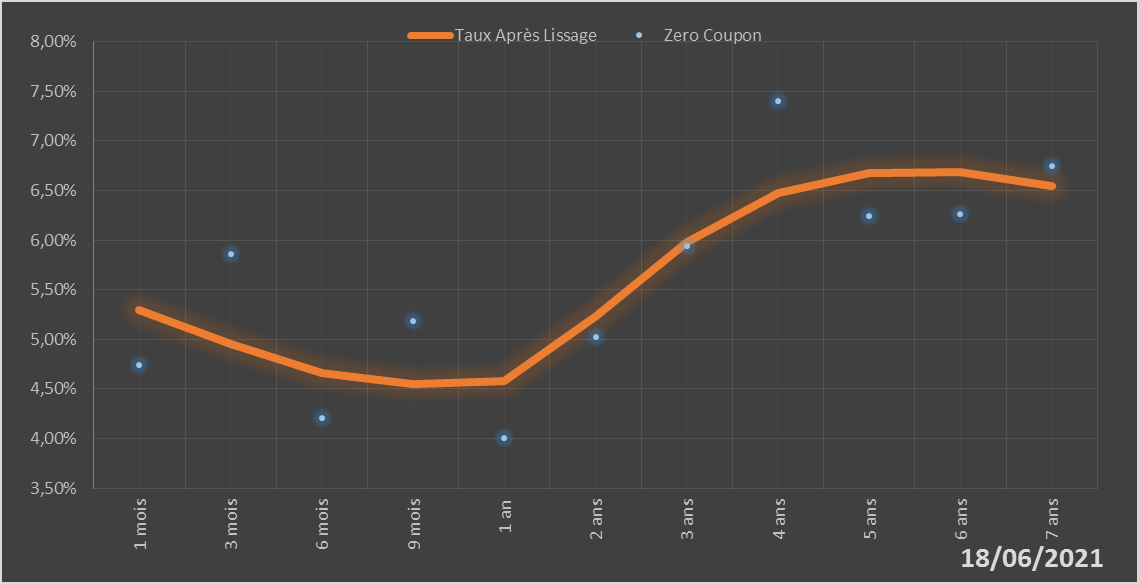 Taux Après Lissage
Zero Coupon
8,00%
7,50%
7,00%
6,50%
6,00%
5,50%
5,00%
4,50%
4,00%
3,50%
1 mois
3 mois
6 mois
9 mois
1 an
2 ans
3 ans
4 ans
5 ans
6 ans
7 ans
18/06/2021